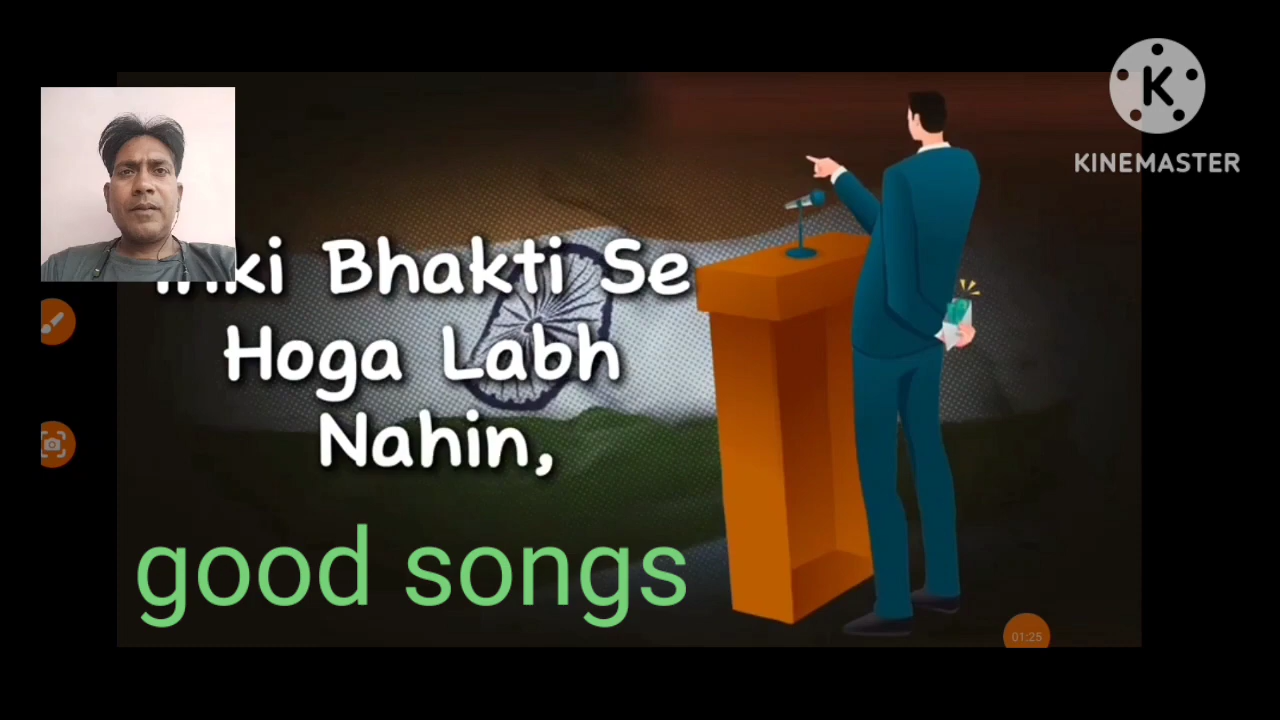 KINEMASTER
Bhakti Se
Hoga Labh
Nahin,
good songs
01:25